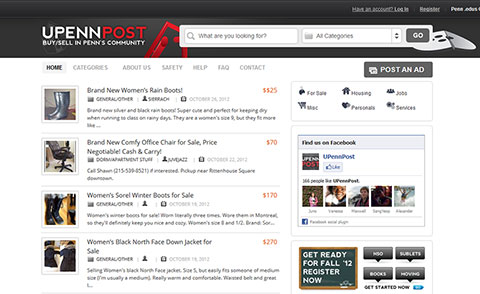 Have an account? Log In | Register |
UPENNPOST
BUY/SELL IN PENN'S COMMUNITY
What are you looking for?
All Categories
GO
HOME CATEGORIES ABOUT US SAFETY HELP FAQ CONTACT
POST AN AD
Brand New Women's Rain Boots!
$$25
GENERAL/OTHER | SIERRACH | OCTOBER 26, 2012
Brand new silver and black rain boots! Super cute and perfect for keeping dry
when running to class on rainy days. They are a women's size 9, but they fit more
like ...
Brand New Comfy Office Chair for Sale, Price
Negotiable! Cash & Carry!
$70
DORM/APARTMENT STUFF | JUVEJAZZ | OCTOBER 22, 2012
Call Shawn (215-539-0521) if interested. Pickup near Rittenhouse Square
downtown.
Women's Sorel Winter Boots for Sale
$170
GENERAL/OTHER | | OCTOBER 19, 2012
Women's winter boots for sale! Worn literally three times. Wore them in Montreal,
so they'll definitely keep you nice and cozy. Women's size 8 and 1/2. Brand: Sor...
Women's Black North Face Down Jacket for
Sale
$270
GENERAL/OTHER | | OCTOBER 19, 2012
Selling Women's black North Face jacket. Size S, but easily fits someone of medium
size (I'm usually a medium). Really warm and comfortable. Waisted belt and great
...
For Sale Housing Jobs
Misc Personals Services
Find us on Facebook
UPennPost
Like
366 people like UPennPost.
June Vanessa Maxwell SangYeop Alexander
Facebook social plugin
GET READY
FOR FALL '12
REGISTER
NOW
NSO SUBLETS
BOOKS MOVING
GET STARTED NOW